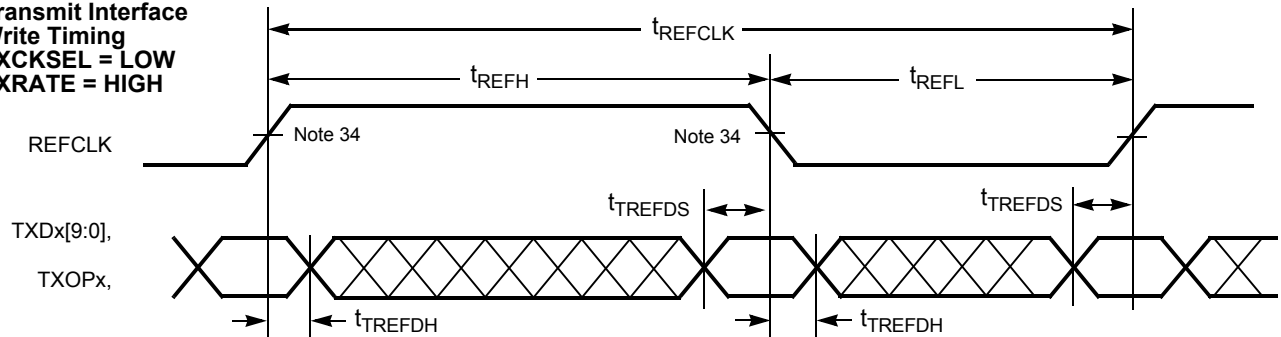 ransmit Interface
Write Timing
XCKSEL = LOW
XRATE = HIGH
tREFCLK
tREFH
tREFL
REFCLK
Note 34
Note 34
tTREFDS
tTREFDS
TXDx[9:0],
TXOPx,
tTREFDH
tTREFDH